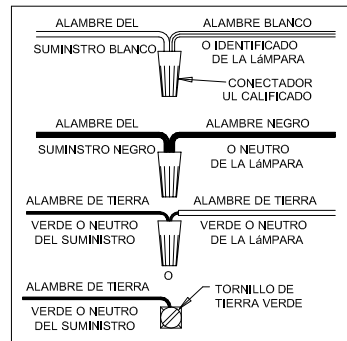 ALAMBRE DEL ALAMBRE BLANCO
SUMINSTRO BLANCO O IDENTIFICADO
DE LA LáMPARA
CONECTADOR
UL CALIFICADO
ALAMBRE DEL ALAMBRE NEGRO
SUMINSTRO NEGRO O NEUTRO
DE LA LáMPARA
ALAMBRE DE TIERRA ALAMBRE DE TIERRA
VERDE O NEUTRO VERDE O NEUTRO
DEL SUMINISTRO DE LA LáMPARA
O
ALAMBRE DE TIERRA TORNILLO DE
TIERRA VERDE
VERDE O NEUTRO
DEL SUMINISTRO